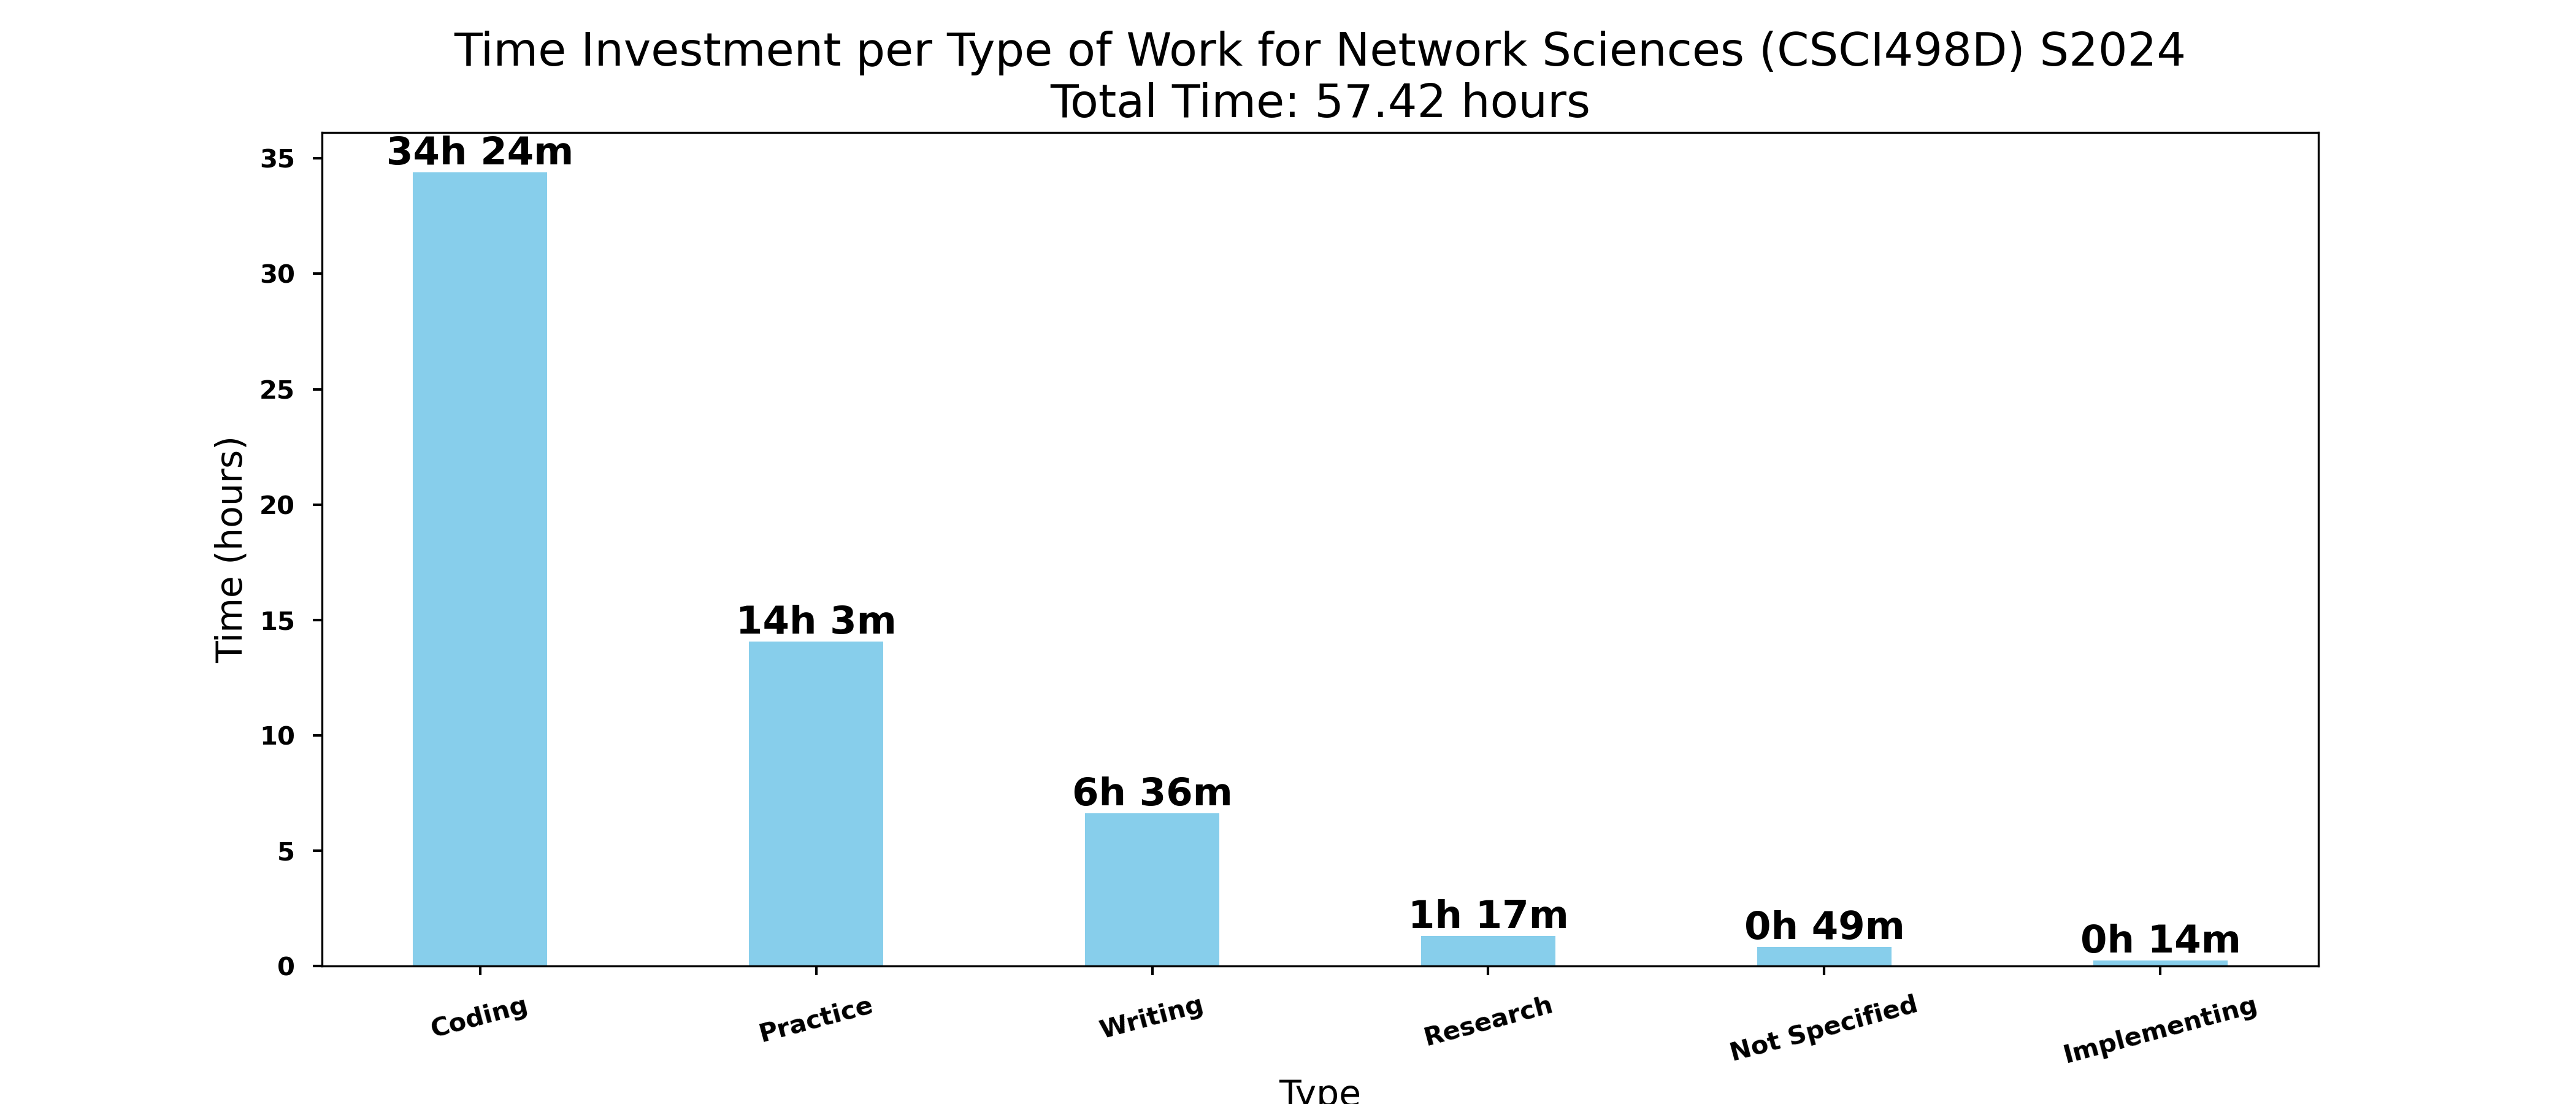 Time Investment per Type of Work for Network Sciences (CSCI498D) S2024
Total Time: 57.42 hours
34h 24m
14h 3m
6h 36m
1h 17m
0h 49m
0h 14m
35
30
25
20
15
10
5
0
Time (hours)
Coding
Practice
Writing
Research
Not Specified
Implementing
Type